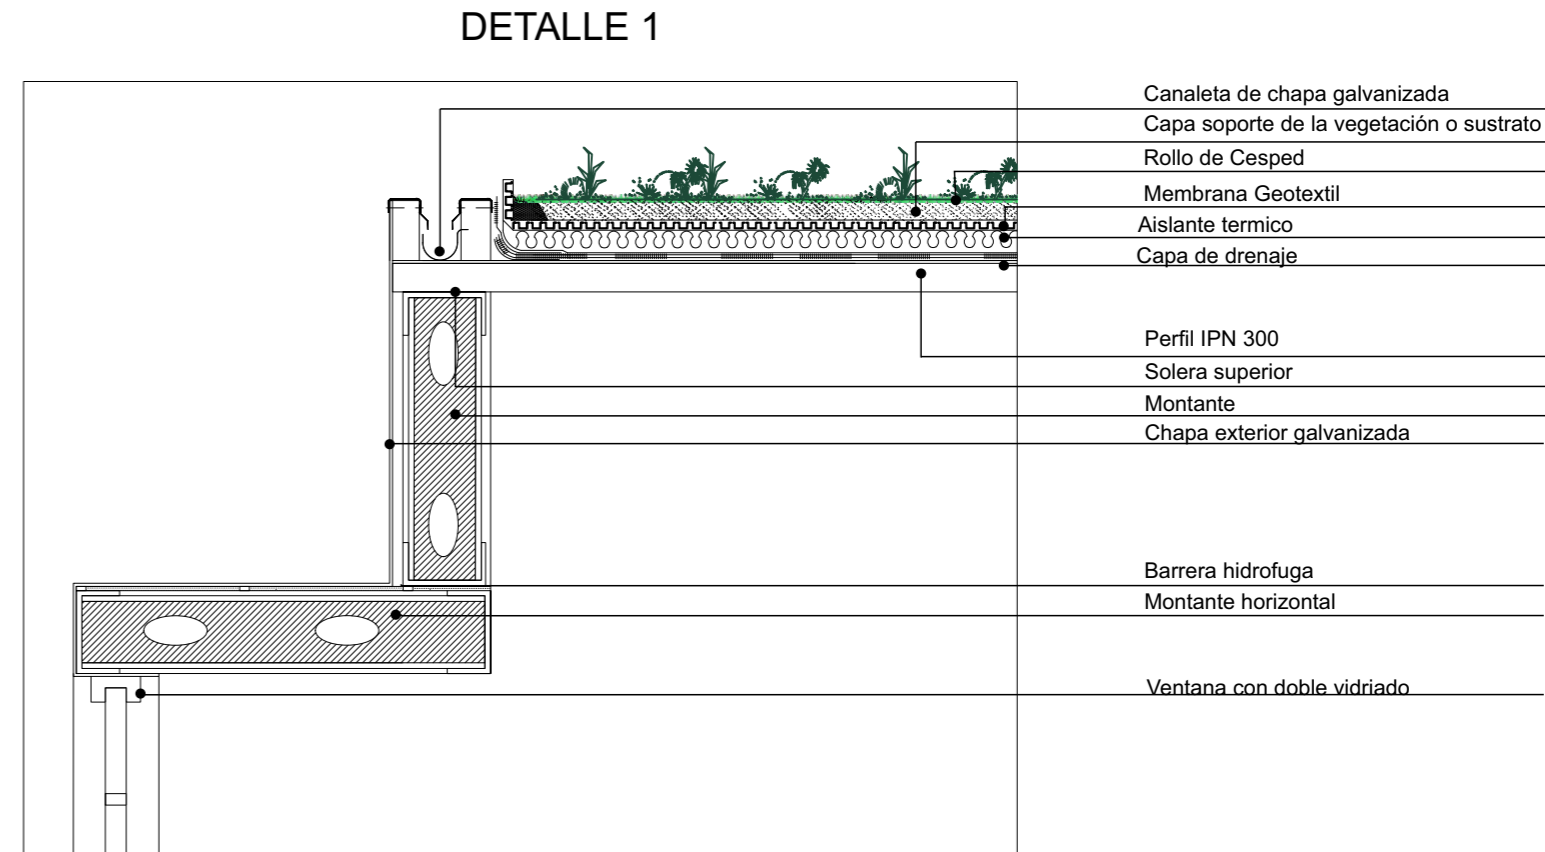 DETALLE 1
Canaleta de chapa galvanizada
Capa soporte de la vegetación o sustrato
Rollo de Cesped
Membrana Geotextil
Aislante termico
Capa de drenaje
Perfil IPN 300
Solera superior
Montante
Chapa exterior galvanizada
Barrera hidrofuga
Montante horizontal
Ventana con doble vidriado